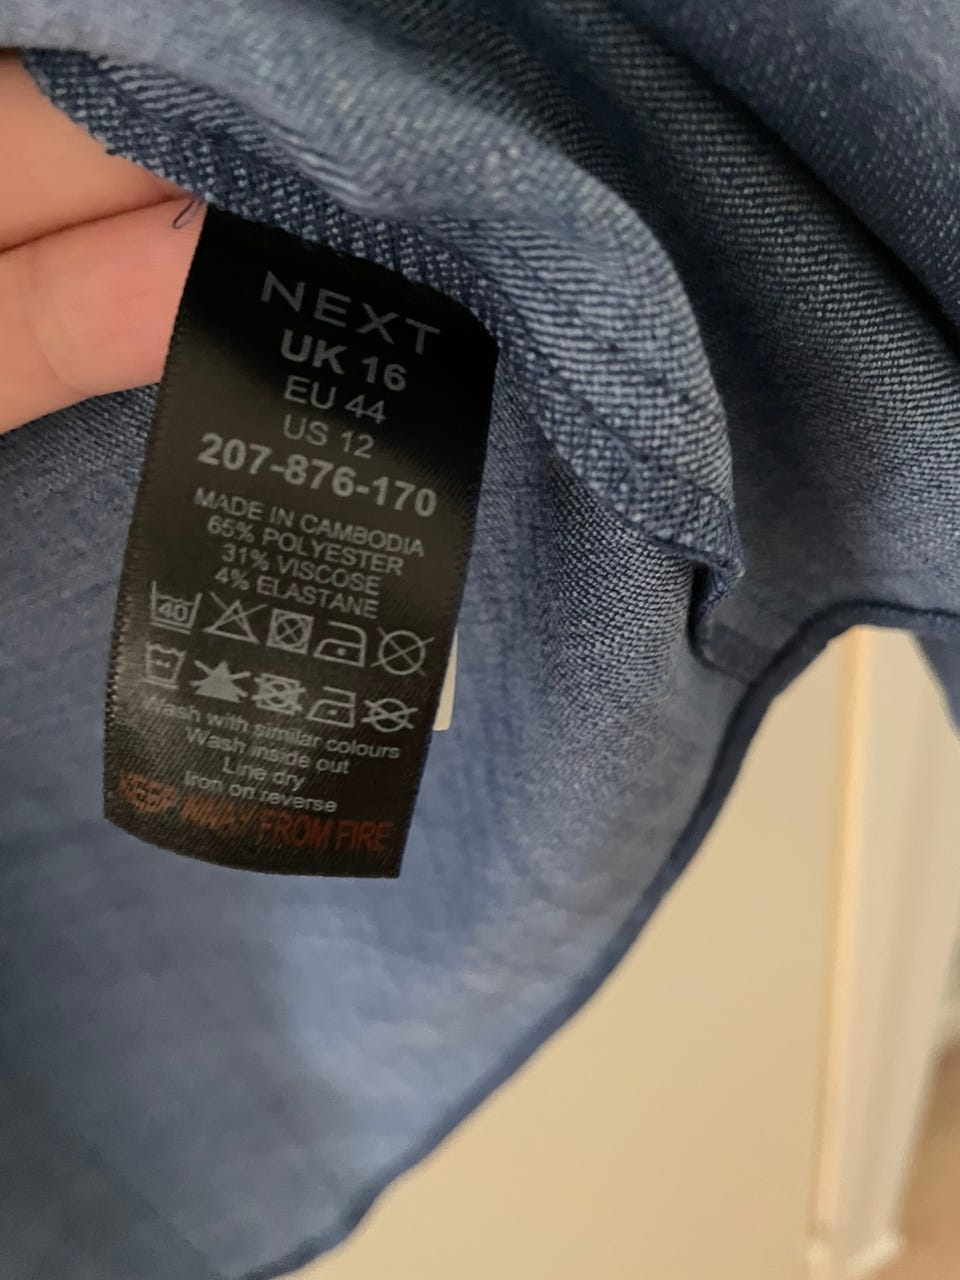 NEXT
UK 16
EU 44
US 12
207-876-170
MADE IN CAMBODIA
65% POLYESTER
31% VISCOSE
4% ELASTANE
40
Wash with similar colours
Wash inside out
Line dry
Iron on reverse
KEEP AWAY FROM FIRE